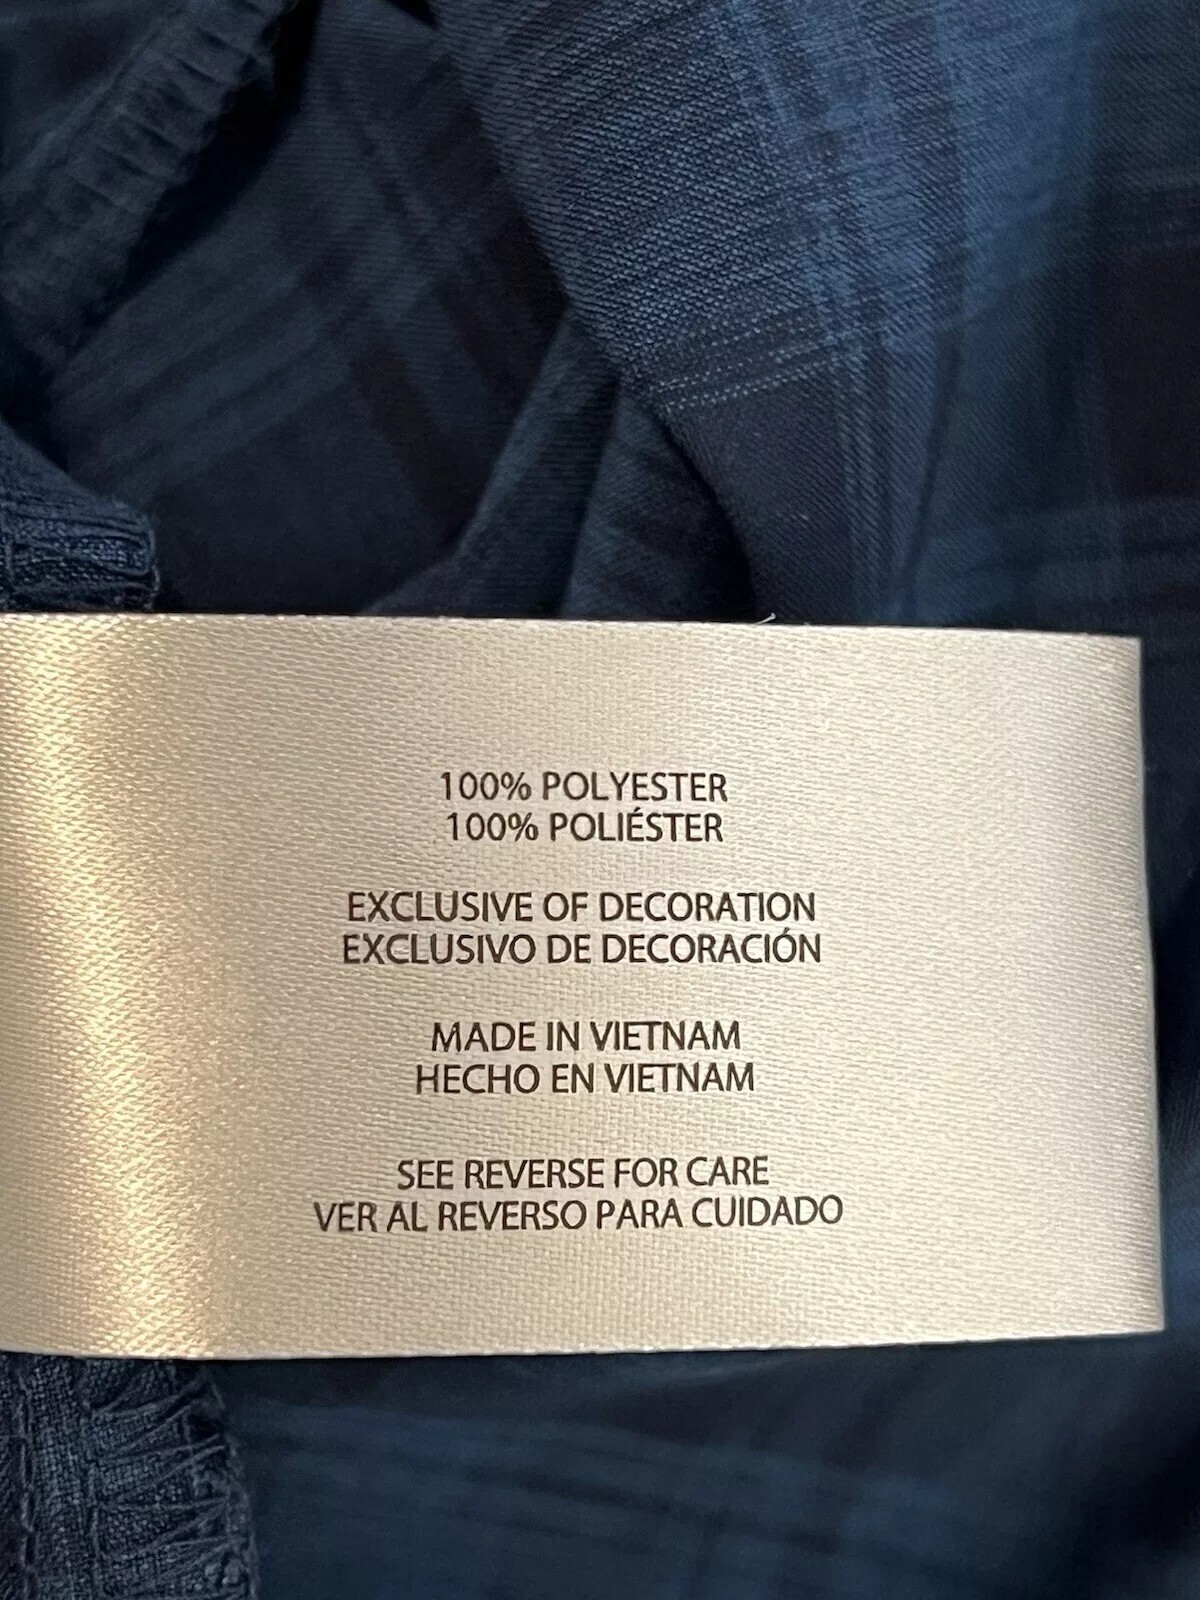 100% POLYESTER
100% POLIÉSTER
EXCLUSIVE OF DECORATION
EXCLUSIVO DE DECORACIÓN
MADE IN VIETNAM
HECHO EN VIETNAM
SEE REVERSE FOR CARE
VER AL REVERSO PARA CUIDADO